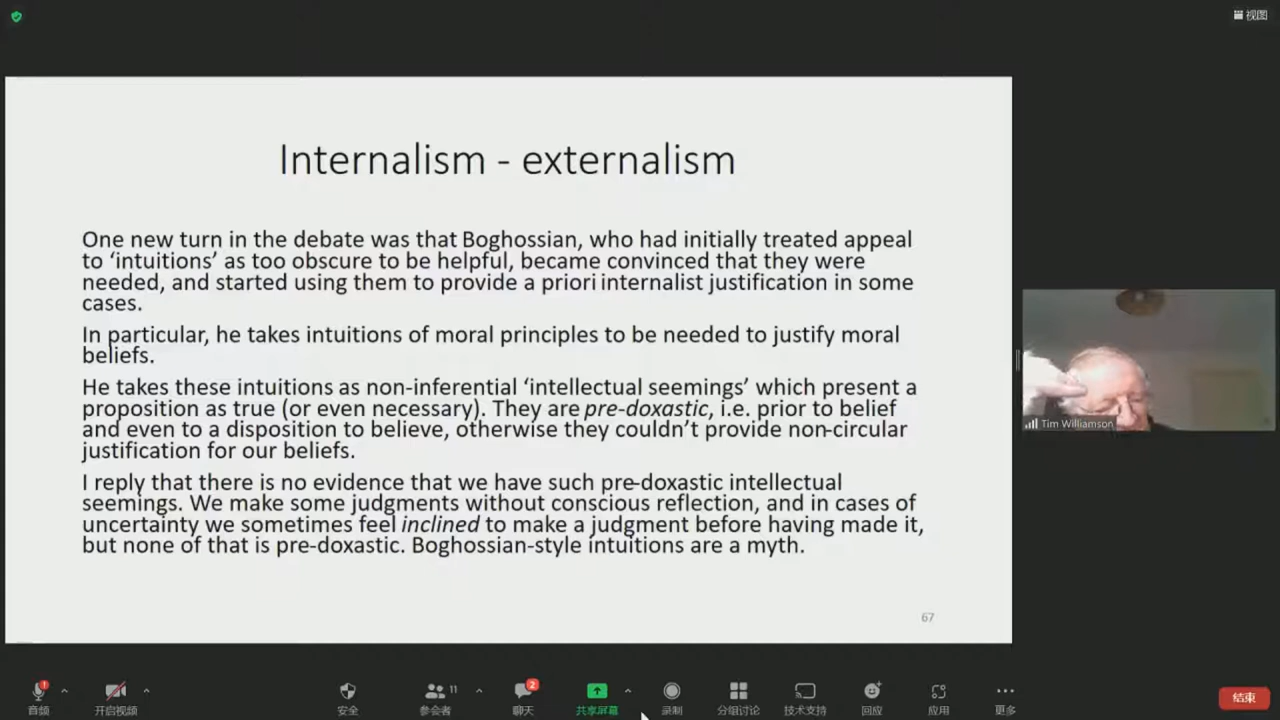 视图
Internalism - externalism
One new turn in the debate was that Boghossian, who had initially treated appeal
to ‘intuitions’ as too obscure to be helpful, became convinced that they were
needed, and started using them to provide a priori internalist justification in some
cases.
In particular, he takes intuitions of moral principles to be needed to justify moral
beliefs.
He takes these intuitions as non-inferential ‘intellectual seemings’ which present a
proposition as true (or even necessary). They are pre-doxastic, i.e. prior to belief
and even to a disposition to believe, otherwise they couldn’t provide non-circular
justification for our beliefs.
I reply that there is no evidence that we have such pre-doxastic intellectual
seemings. We make some judgments without conscious reflection, and in cases of
uncertainty we sometimes feel inclined to make a judgment before having made it,
but none of that is pre-doxastic. Boghossian-style intuitions are a myth.
67
Tim Williamson
11
2
音频
开启视频
安全
参会者
聊天
共享屏幕
录制
分组讨论
技术支持
回应
应用
更多
结束